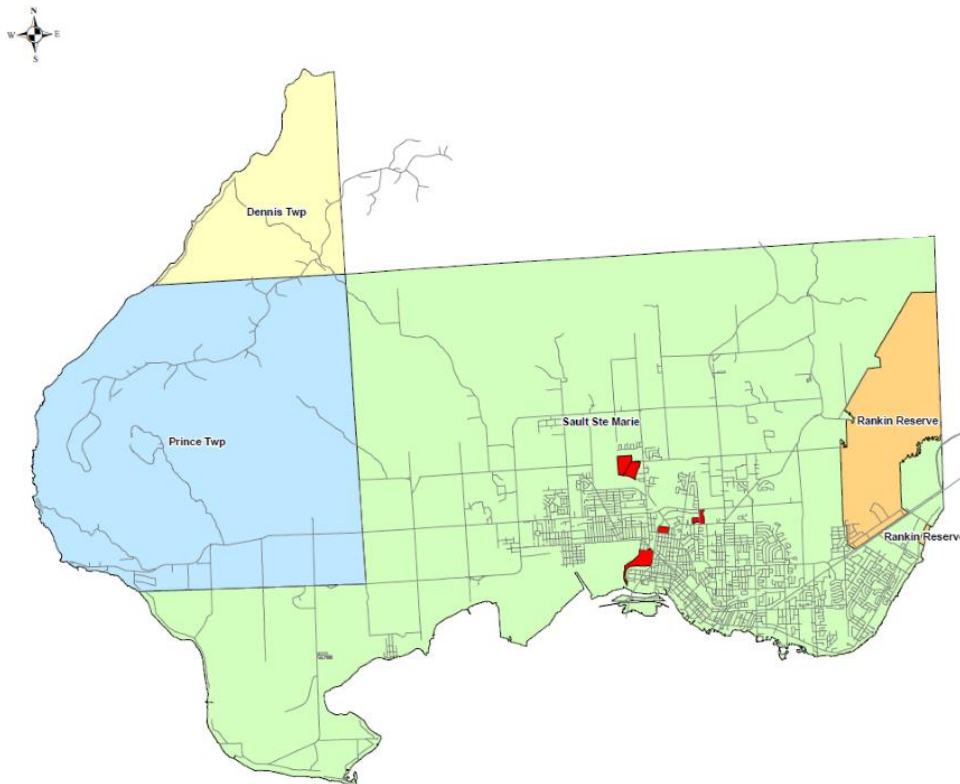 N
W E
S
Dennis Twp
Sault Ste Marie
Rankin Reserve
Prince Twp
Rankin Reserve